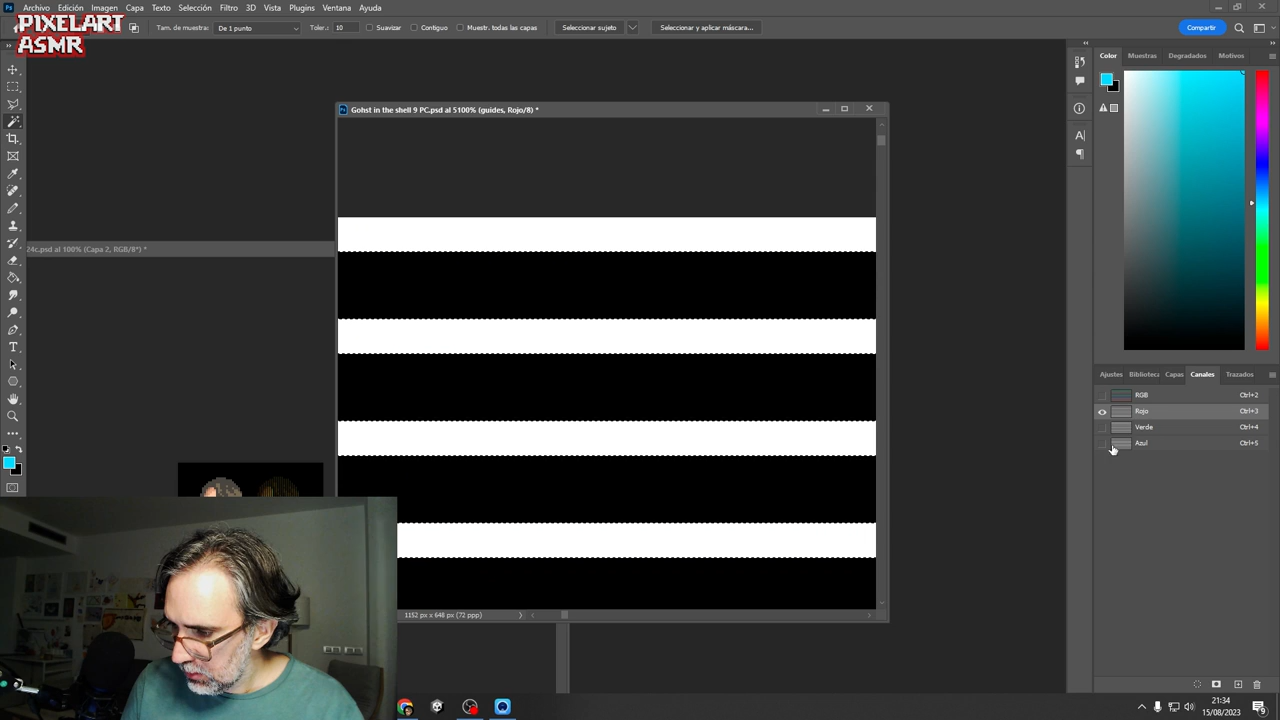 Ps Archivo Edición Imagen Capa Texto Selección Filtro 3D Vista Plugins Ventana Ayuda
PIXELART
ASMR
Tam. de muestra: De 1 punto Toler.: 10 Suavizar Contiguo Muestr. todas las capas Seleccionar sujeto Seleccionar y aplicar máscara... Compartir
Color Muestras Degradados Motivos
Gohst in the shell 9 PC.psd al 5100% (guides, Rojo/8) *
24c.psd al 100% (Capa 2, RGB/8*) *
Ajustes Bibliotec Capas Canales Trazados
RGB Ctrl+2
Rojo Ctrl+3
Verde Ctrl+4
Azul Ctrl+5
1152 px x 648 px (72 ppp)
21:34
15/08/2023